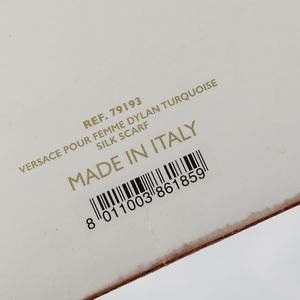 REF. 79193
VERSACE POUR FEMME DYLAN TURQUOISE
SILK SCARF
MADE IN ITALY
8 011003 861859